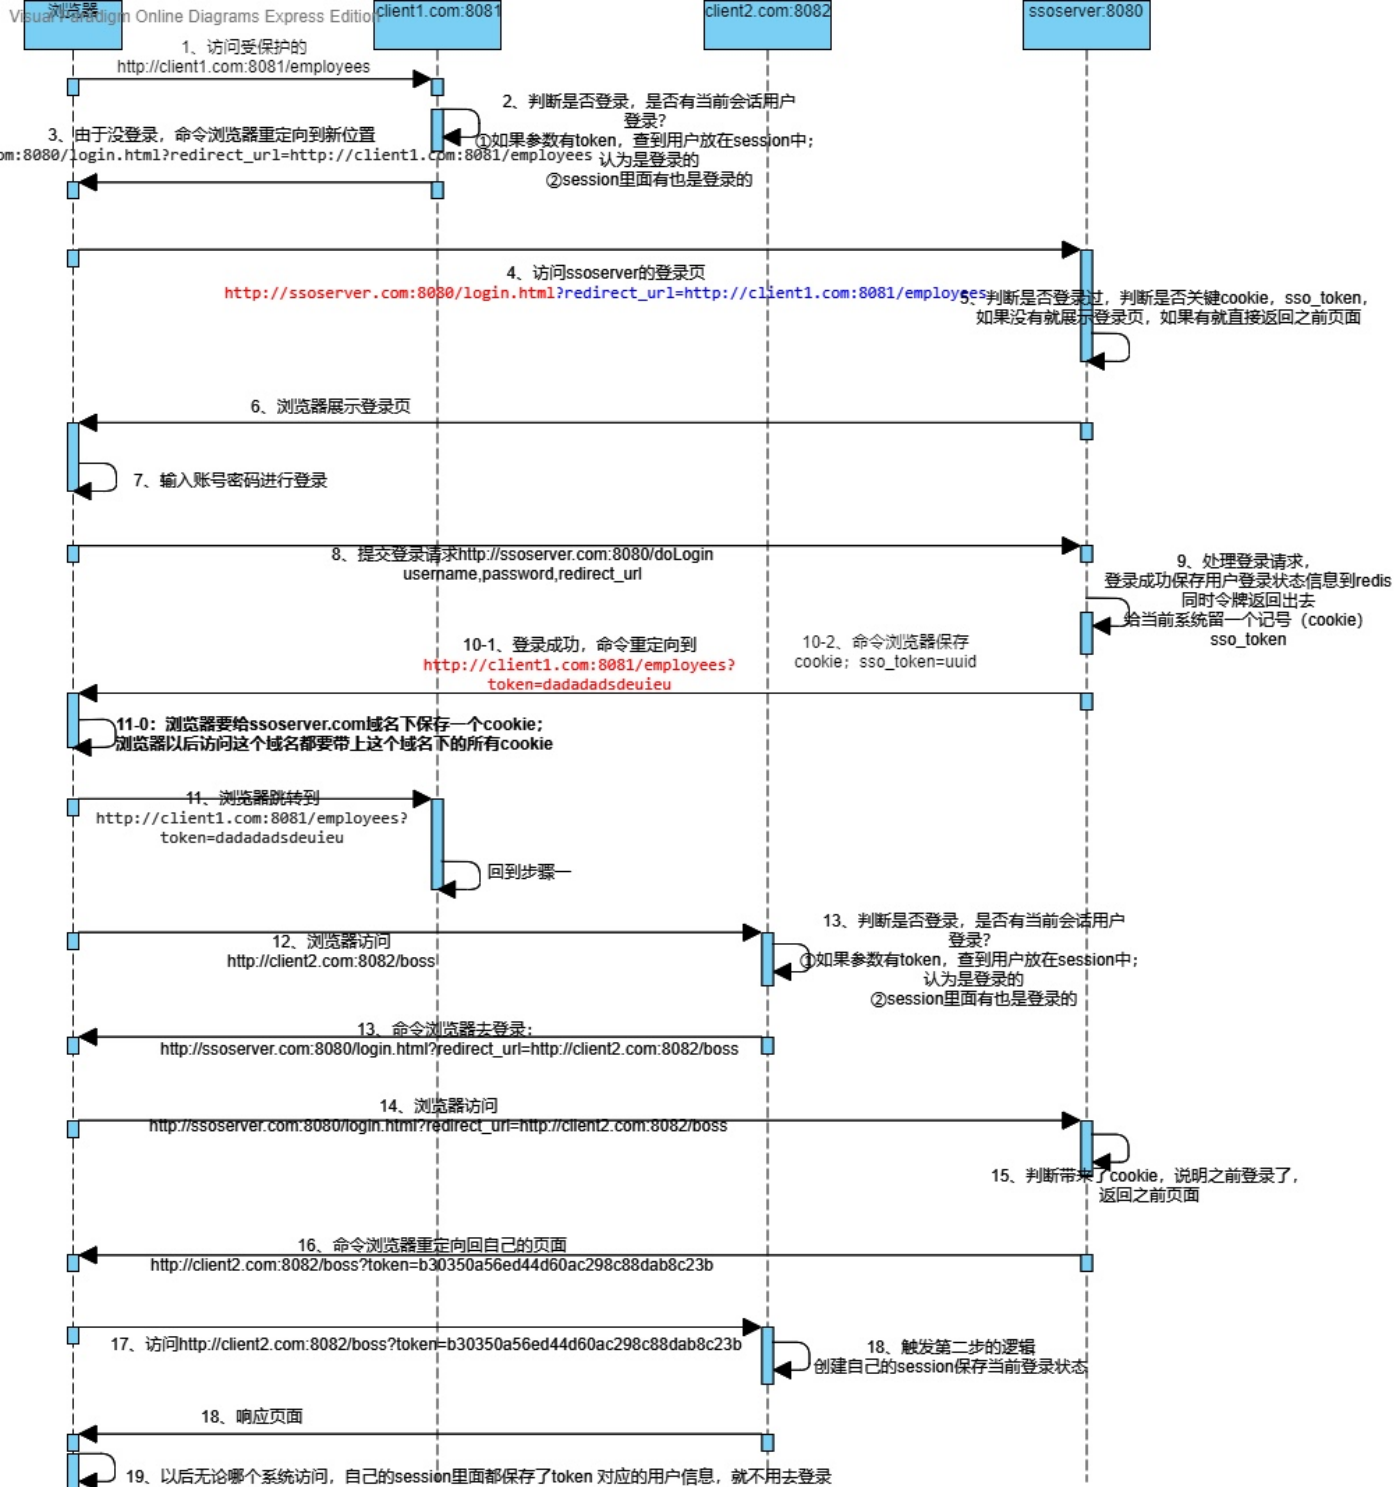 Visual Paradigm Online Diagrams Express Edition
浏览器
client1.com:8081
client2.com:8082
ssoserver:8080
1、访问受保护的
http://client1.com:8081/employees
2、判断是否登录，是否有当前会话用户
登录？
①如果参数有token，查到用户放在session中；
认为是登录的
②session里面有也是登录的
3、由于没登录，命令浏览器重定向到新位置
om:8080/login.html?redirect_url=http://client1.com:8081/employees
4、访问ssoserver的登录页
http://ssoserver.com:8080/login.html?redirect_url=http://client1.com:8081/employees
5、判断是否登录过，判断是否关键cookie，sso_token，
如果没有就展示登录页，如果有就直接返回之前页面
6、浏览器展示登录页
7、输入账号密码进行登录
8、提交登录请求http://ssoserver.com:8080/doLogin
username,password,redirect_url
9、处理登录请求，
登录成功保存用户登录状态信息到redis
同时令牌返回出去
给当前系统留一个记号（cookie）
sso_token
10-1、登录成功，命令重定向到
http://client1.com:8081/employees?
token=dadadadsdeuieu
10-2、命令浏览器保存
cookie；sso_token=uuid
11-0：浏览器要给ssoserver.com域名下保存一个cookie；
浏览器以后访问这个域名都要带上这个域名下的所有cookie
11、浏览器跳转到
http://client1.com:8081/employees?
token=dadadadsdeuieu
回到步骤一
12、浏览器访问
http://client2.com:8082/boss
13、判断是否登录，是否有当前会话用户
登录？
①如果参数有token，查到用户放在session中；
认为是登录的
②session里面有也是登录的
13、命令浏览器去登录：
http://ssoserver.com:8080/login.html?redirect_url=http://client2.com:8082/boss
14、浏览器访问
http://ssoserver.com:8080/login.html?redirect_url=http://client2.com:8082/boss
15、判断带来了cookie，说明之前登录了，
返回之前页面
16、命令浏览器重定向回自己的页面
http://client2.com:8082/boss?token=b30350a56ed44d60ac298c88dab8c23b
17、访问http://client2.com:8082/boss?token=b30350a56ed44d60ac298c88dab8c23b
18、触发第二步的逻辑
创建自己的session保存当前登录状态
18、响应页面
19、以后无论哪个系统访问，自己的session里面都保存了token 对应的用户信息，就不用去登录